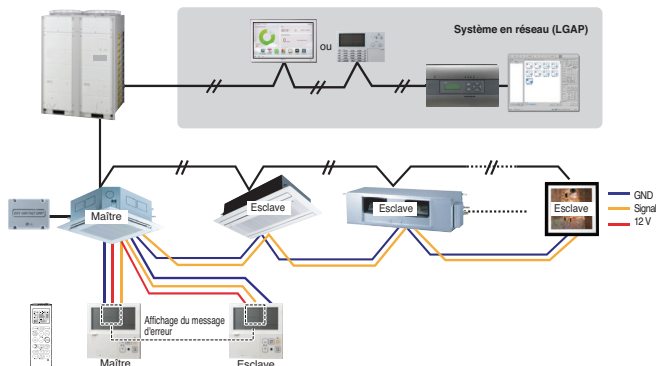 Système en réseau (LGAP)
ou
Maître
Esclave
Esclave
Esclave
GND
Signal
12 V
Affichage du message
d'erreur
Maître
Esclave